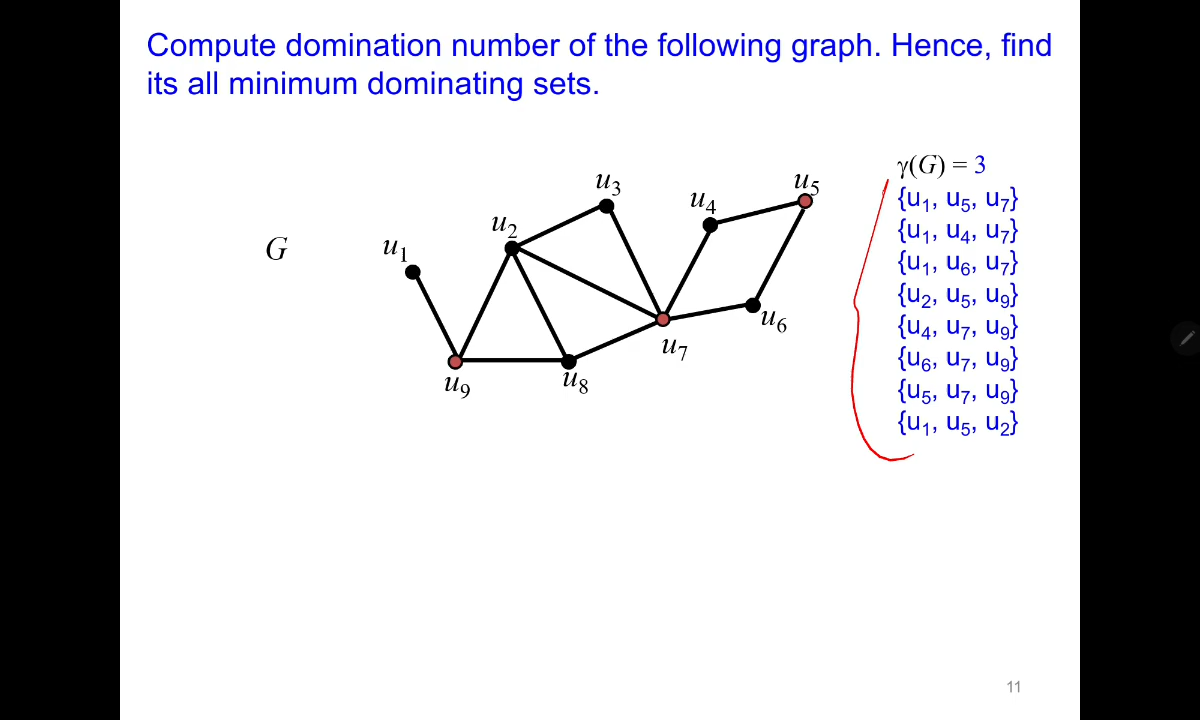 Compute domination number of the following graph. Hence, find
its all minimum dominating sets.
γ(G) = 3
{u1, u5, u7}
{u1, u4, u7}
{u1, u6, u7}
{u2, u5, u9}
{u4, u7, u9}
{u6, u7, u9}
{u5, u7, u9}
{u1, u5, u2}
G
u1
u2
u3
u4
u5
u6
u7
u8
u9
11